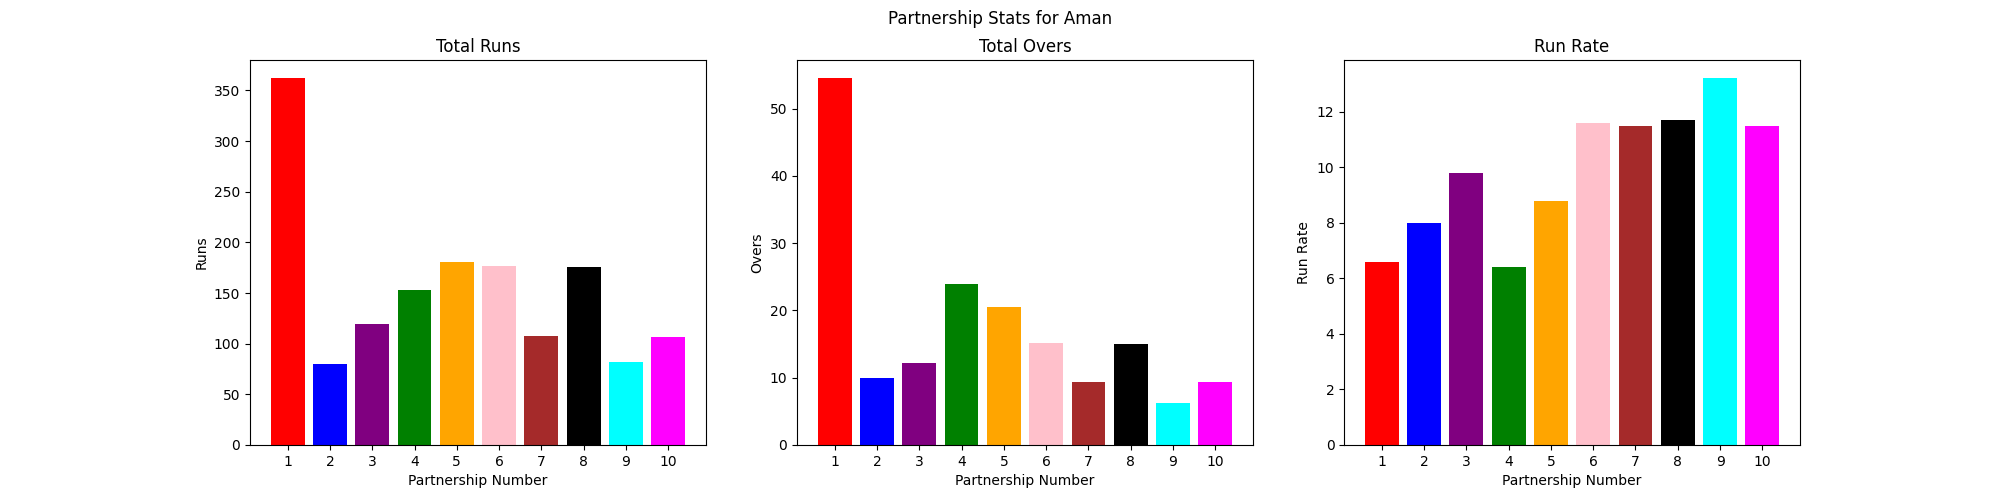 Partnership Stats for Aman
Total Runs
Runs
350
300
250
200
150
100
50
0
1 2 3 4 5 6 7 8 9 10
Partnership Number
Total Overs
Overs
50
40
30
20
10
0
1 2 3 4 5 6 7 8 9 10
Partnership Number
Run Rate
Run Rate
12
10
8
6
4
2
0
1 2 3 4 5 6 7 8 9 10
Partnership Number